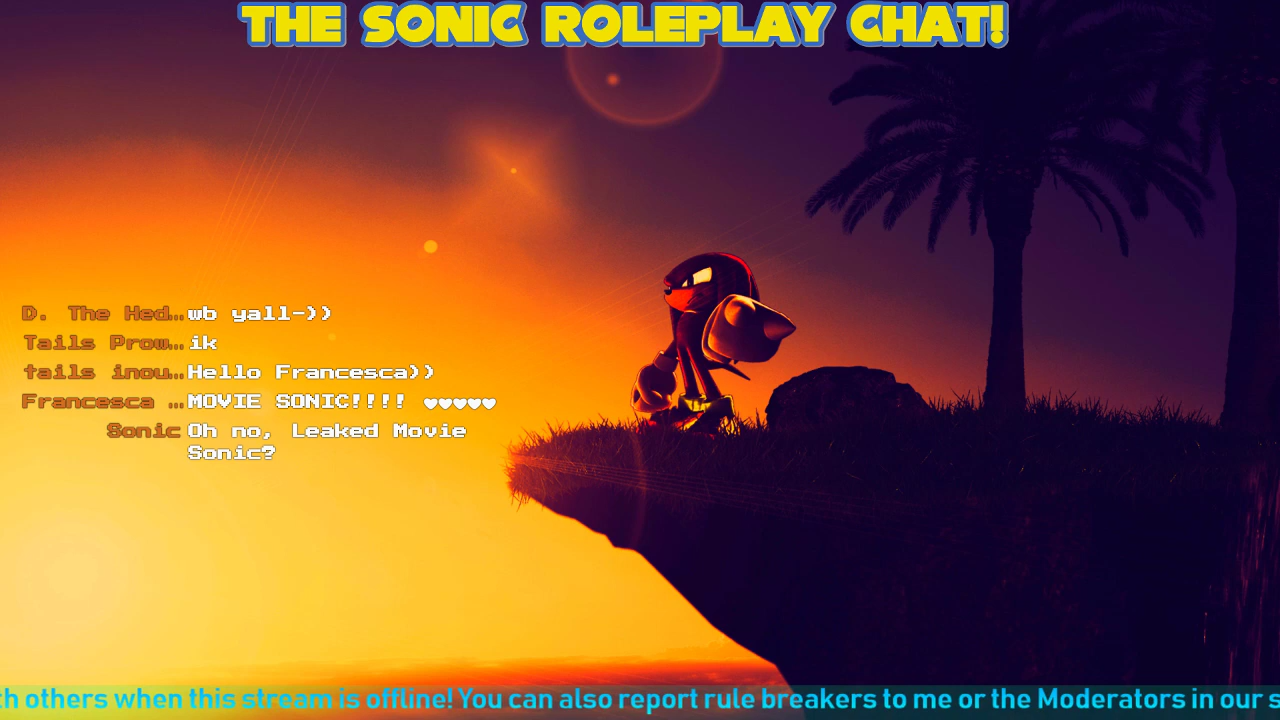 THE SONIC ROLEPLAY CHAT!
D. The Hed… wb yall-))
Tails Prow… ik
tails inou… Hello Francesca))
Francesca … MOVIE SONIC!!!! ♥♥♥♥♥
Sonic Oh no, Leaked Movie
Sonic?
th others when this stream is offline! You can also report rule breakers to me or the Moderators in our s